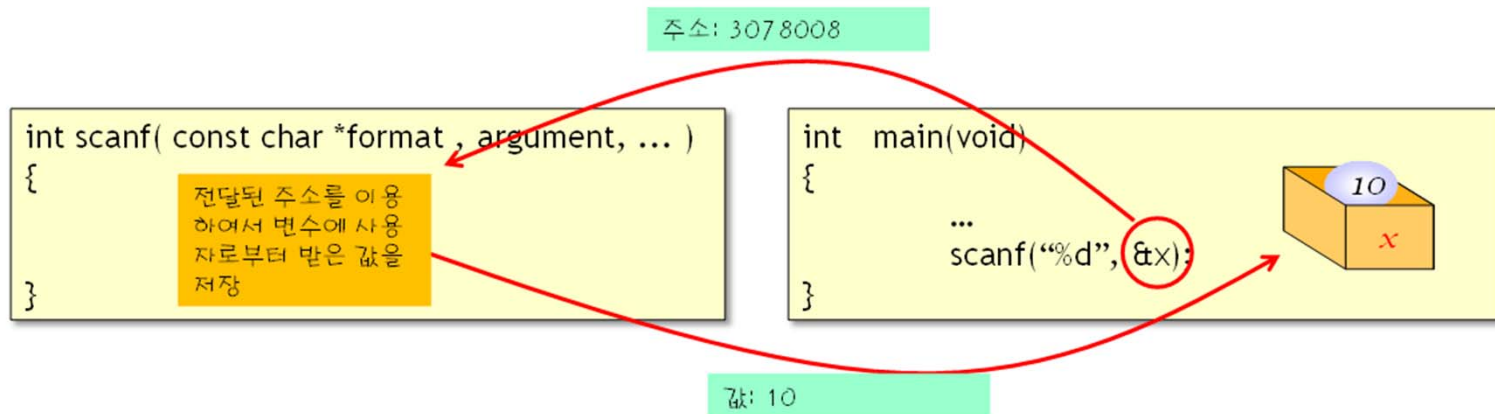 주소: 3078008
int scanf( const char *format , argument, ... )
{
전달된 주소를 이용
하여서 변수에 사용
자로부터 받은 값을
저장
}
int main(void)
{
...
scanf(“%d”, &x);
}
10
x
값: 10